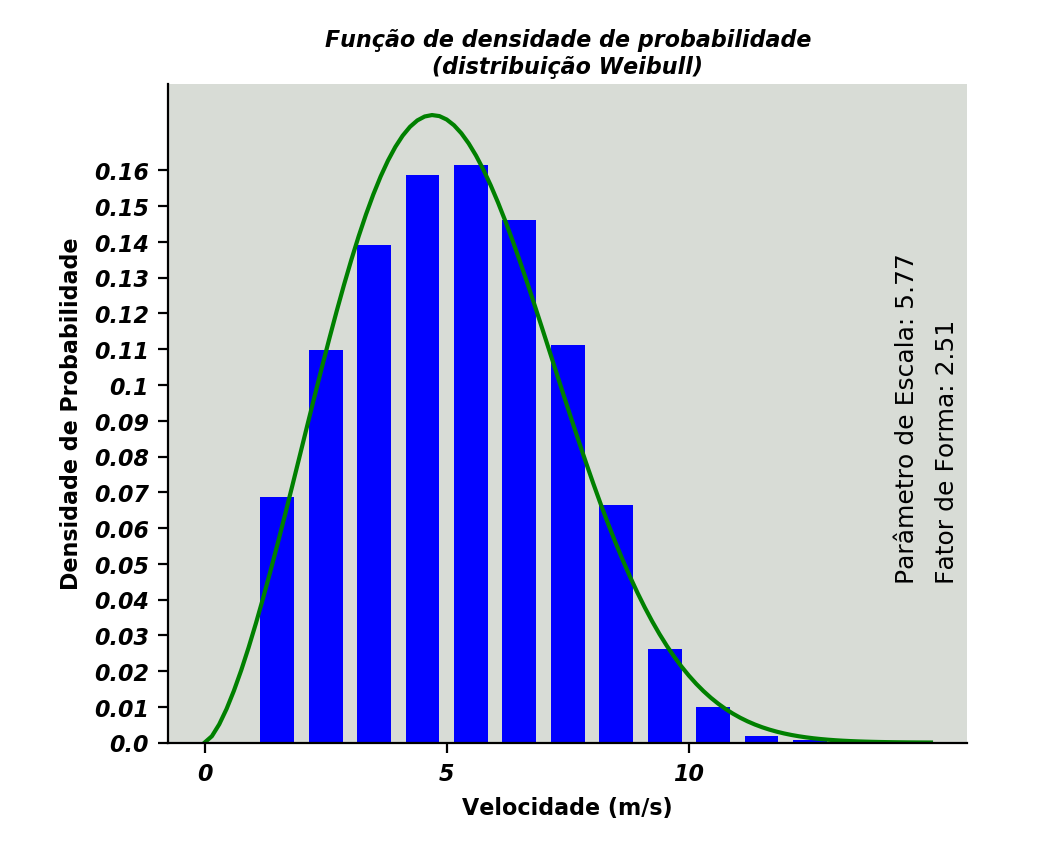 Função de densidade de probabilidade
(distribuição Weibull)
Densidade de Probabilidade
0.16
0.15
0.14
0.13
0.12
0.11
0.1
0.09
0.08
0.07
0.06
0.05
0.04
0.03
0.02
0.01
0.0
Parâmetro de Escala: 5.77
Fator de Forma: 2.51
0 5 10
Velocidade (m/s)